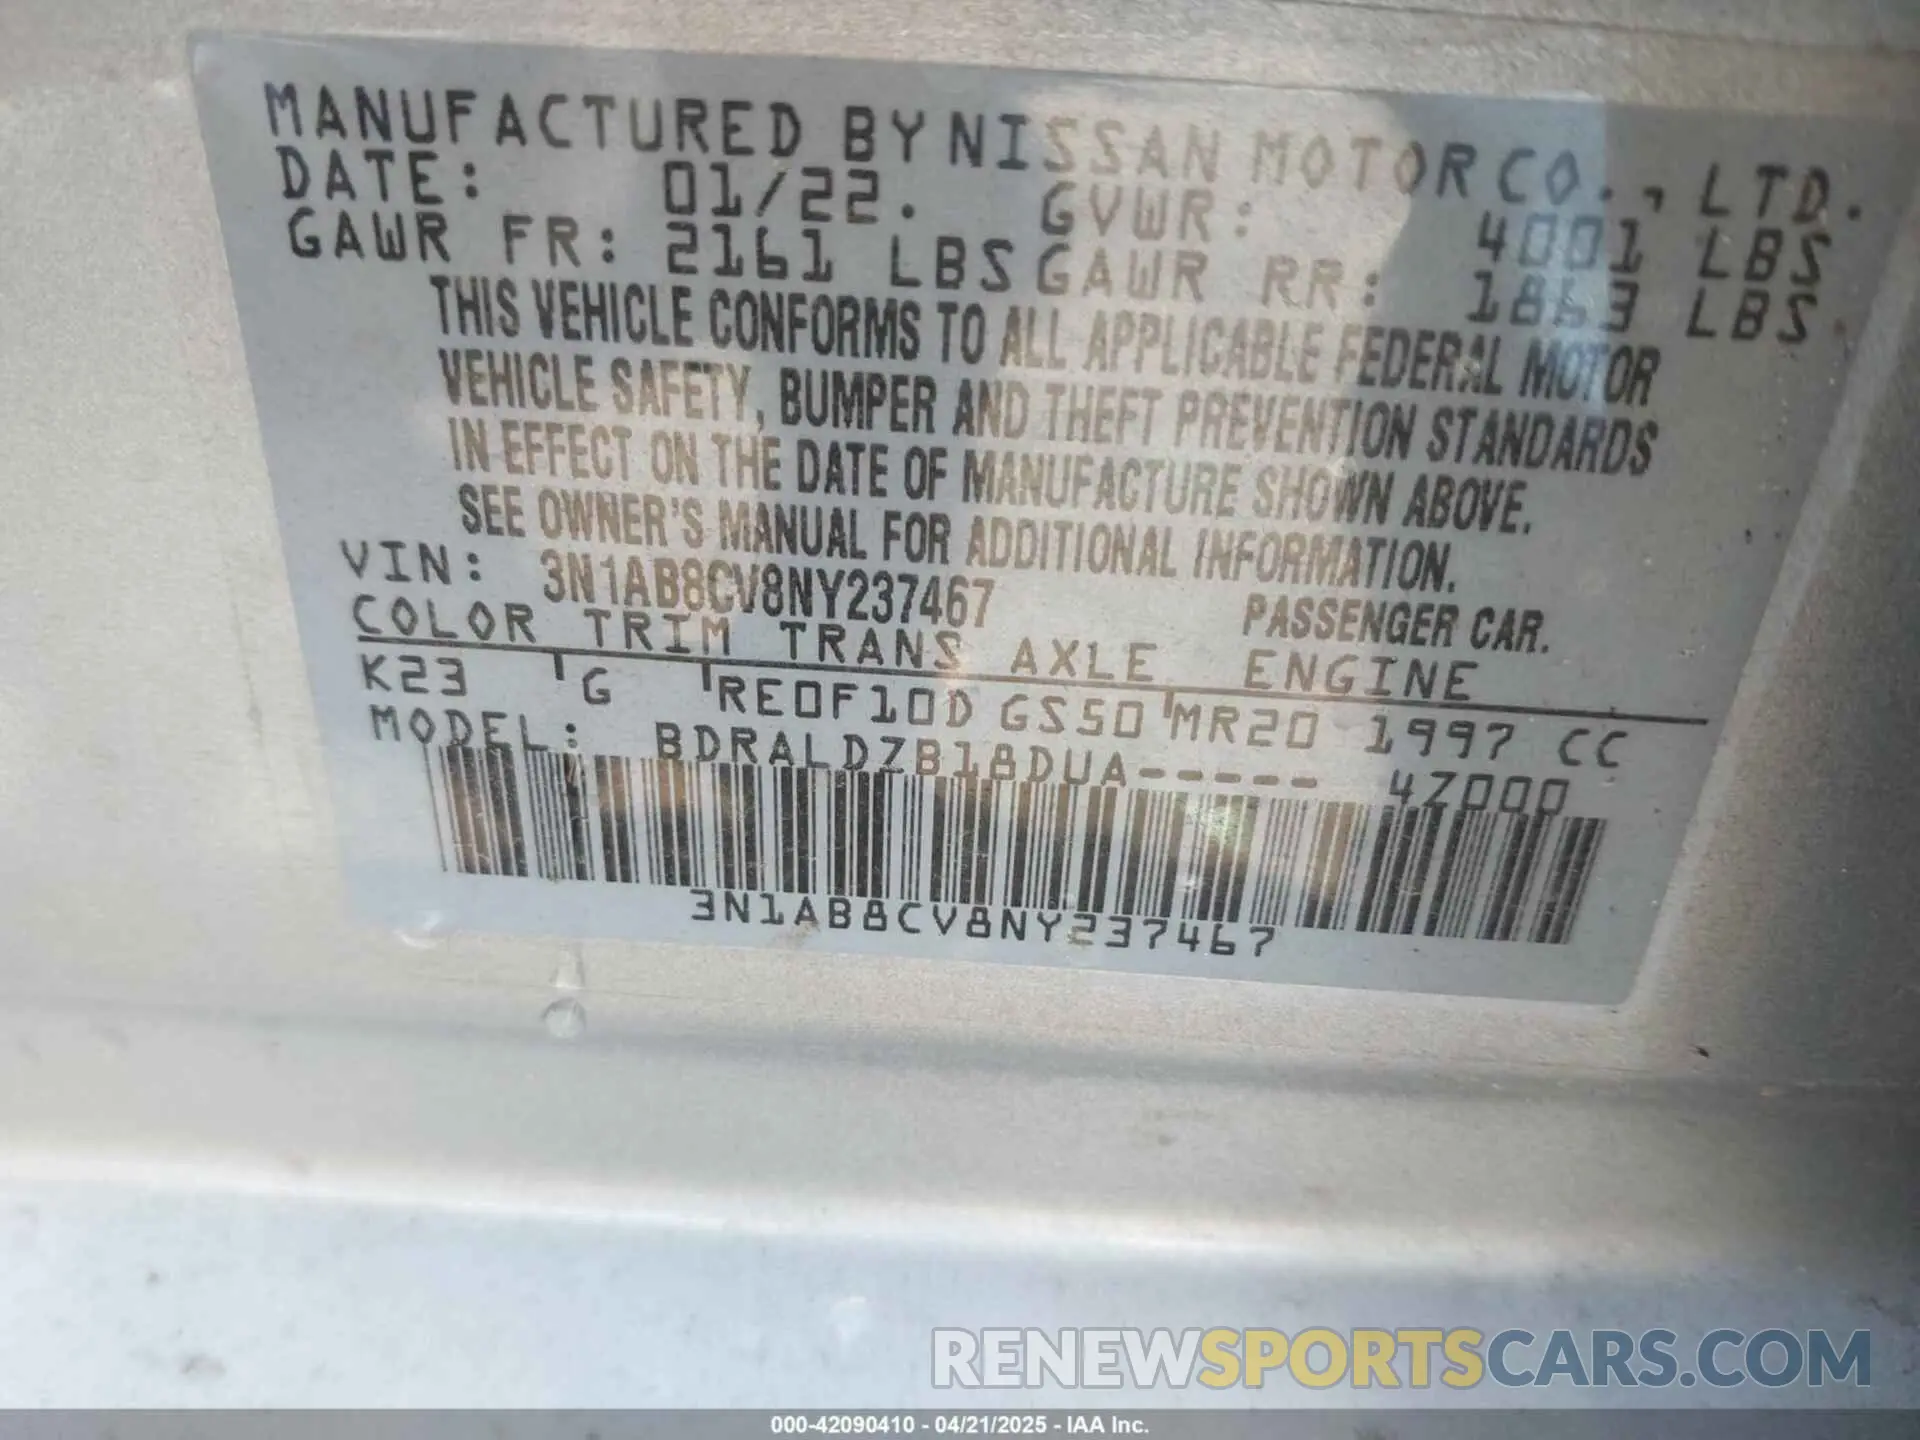 MANUFACTURED BY NISSAN MOTOR CO., LTD.
DATE: 01/22. GVWR: 4001 LBS
GAWR FR: 2161 LBS GAWR RR: 1863 LBS.
THIS VEHICLE CONFORMS TO ALL APPLICABLE FEDERAL MOTOR
VEHICLE SAFETY, BUMPER AND THEFT PREVENTION STANDARDS
IN EFFECT ON THE DATE OF MANUFACTURE SHOWN ABOVE.
SEE OWNER'S MANUAL FOR ADDITIONAL INFORMATION.
VIN: 3N1AB8CV8NY237467 PASSENGER CAR.
COLOR TRIM TRANS AXLE ENGINE
K23 G RE0F10D GS50 MR20 1997 CC
MODEL: BDRALDZB18DUA----- 4Z000
3N1AB8CV8NY237467
RENEWSPORTSCARS.COM
000-42090410 - 04/21/2025 - IAA Inc.